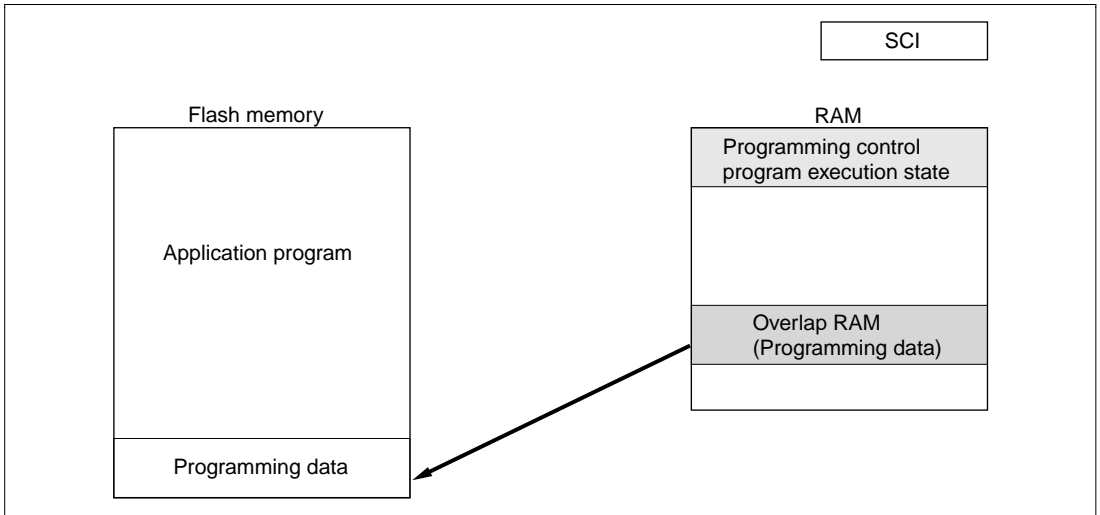 SCI
Flash memory
RAM
Programming control
program execution state
Application program
Overlap RAM
(Programming data)
Programming data